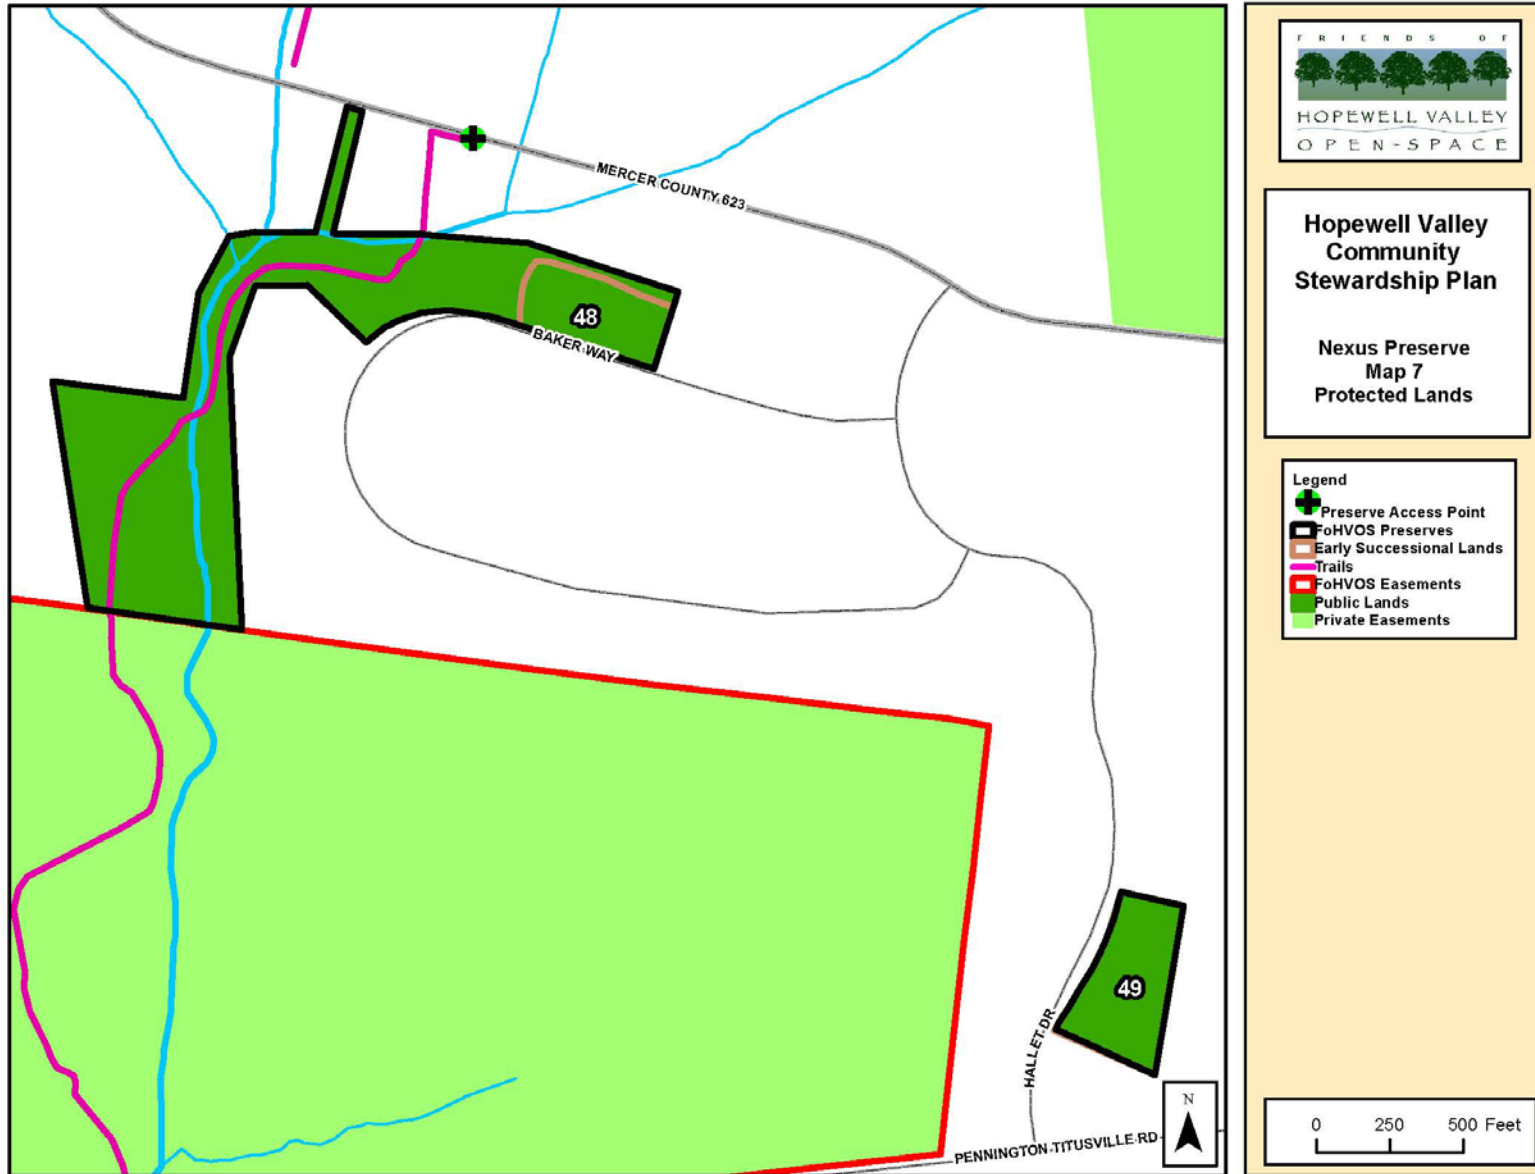 MERCER COUNTY 623
48
BAKER WAY
49
HALLET DR
PENNINGTON TITUSVILLE RD
N
FRIENDS OF
HOPEWELL VALLEY
OPEN-SPACE
Hopewell Valley
Community
Stewardship Plan
Nexus Preserve
Map 7
Protected Lands
Legend
Preserve Access Point
FoHVOS Preserves
Early Successional Lands
Trails
FoHVOS Easements
Public Lands
Private Easements
0 250 500 Feet